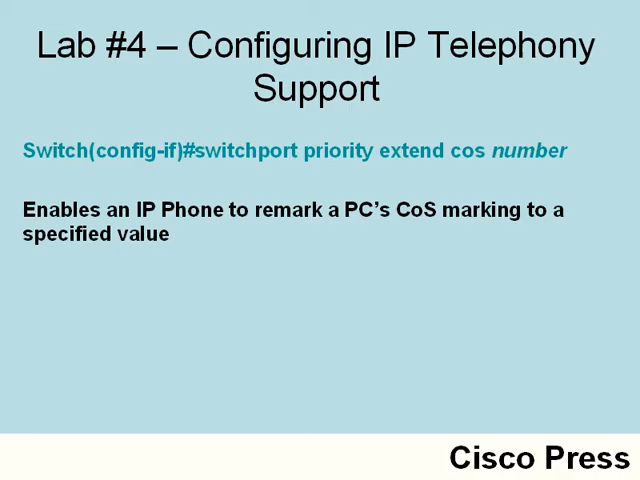 Lab #4 – Configuring IP Telephony
Support
Switch(config-if)#switchport priority extend cos number
Enables an IP Phone to remark a PC's CoS marking to a
specified value
Cisco Press